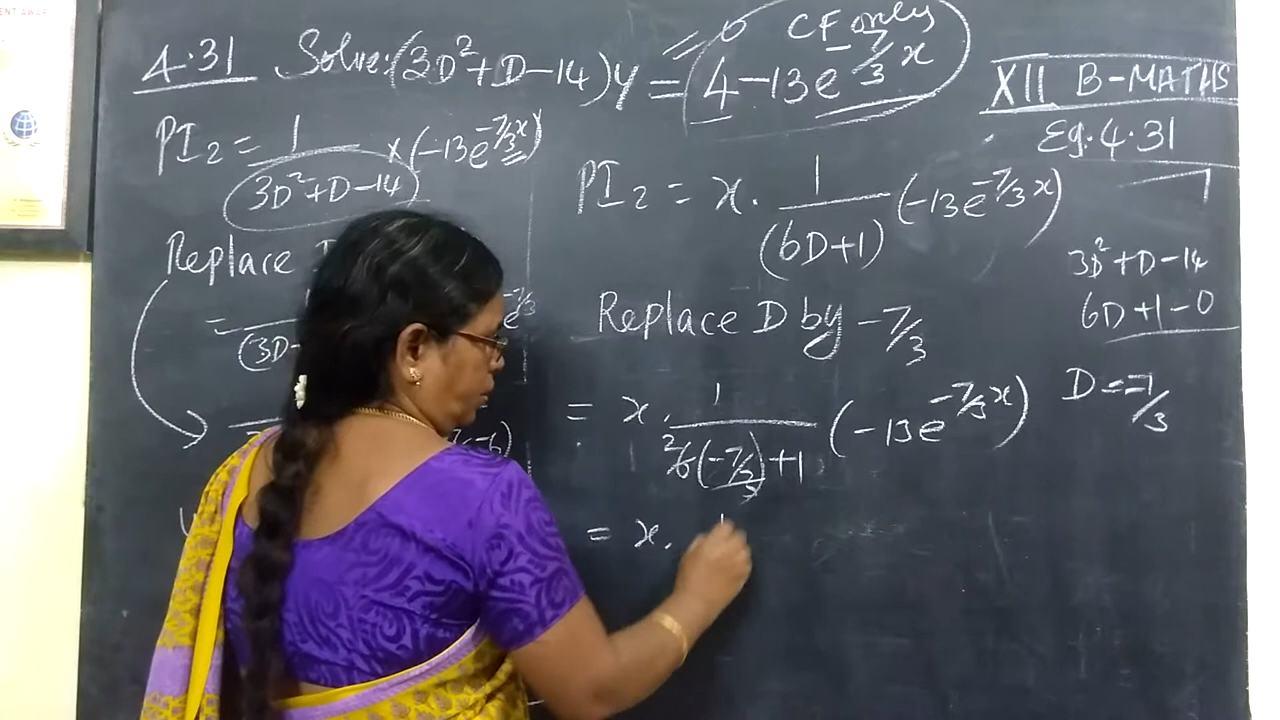 4.31 Solve: (3D²+D-14)y = 4-13e^(-7/3 x)
= 0 CF only
XII B-MATHS
Eg.4.31
PI₂ = 1/(3D²+D-14) × (-13e^(-7/3 x))
Replace D
PI₂ = x. 1/(6D+1) (-13e^(-7/3 x))
Replace D by -7/3
= x. 1/(6(-7/3)+1) (-13e^(-7/3 x))
= x.
3D²+D-14
6D+1-0
D = -7/3